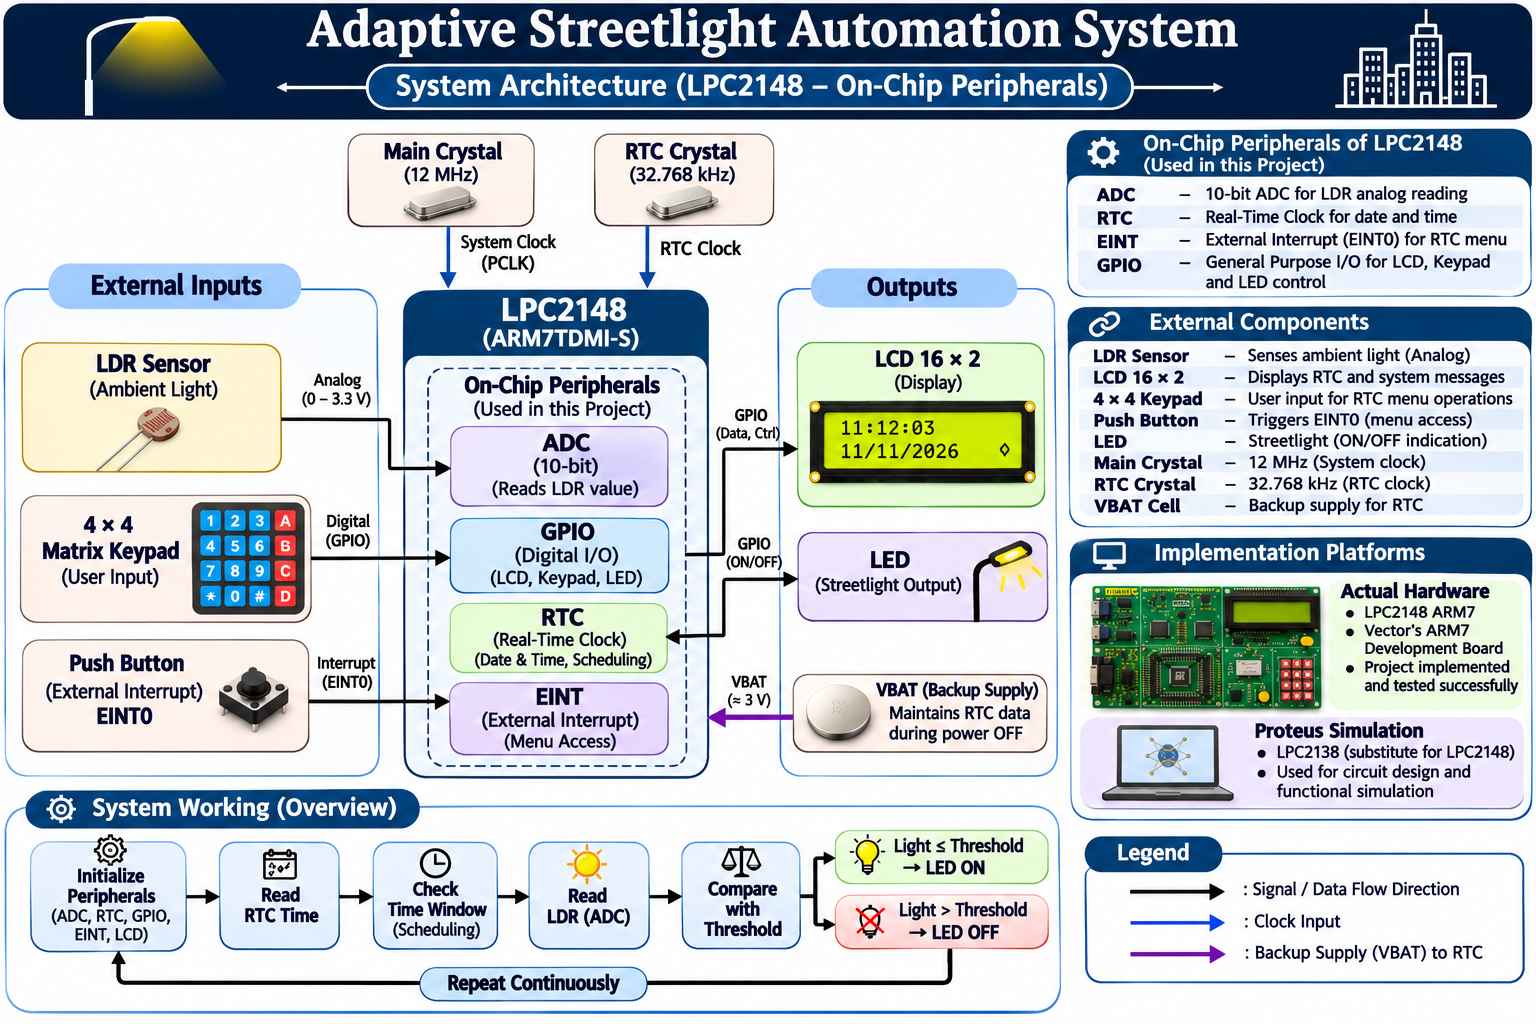 Adaptive Streetlight Automation System
System Architecture (LPC2148 – On-Chip Peripherals)
Main Crystal
(12 MHz)
RTC Crystal
(32.768 kHz)
System Clock
(PCLK)
RTC Clock
External Inputs
LDR Sensor
(Ambient Light)
Analog
(0 – 3.3 V)
4 × 4
Matrix Keypad
(User Input)
1 2 3 A
4 5 6 B
7 8 9 C
* 0 # D
Digital
(GPIO)
Push Button
(External Interrupt)
EINT0
Interrupt
(EINT0)
LPC2148
(ARM7TDMI-S)
On-Chip Peripherals
(Used in this Project)
ADC
(10-bit)
(Reads LDR value)
GPIO
(Digital I/O)
(LCD, Keypad, LED)
RTC
(Real-Time Clock)
(Date & Time, Scheduling)
EINT
(External Interrupt)
(Menu Access)
GPIO
(Data, Ctrl)
GPIO
(ON/OFF)
VBAT
(≈ 3 V)
Outputs
LCD 16 × 2
(Display)
11:12:03
11/11/2026 ◊
LED
(Streetlight Output)
VBAT (Backup Supply)
Maintains RTC data
during power OFF
On-Chip Peripherals of LPC2148
(Used in this Project)
ADC – 10-bit ADC for LDR analog reading
RTC – Real-Time Clock for date and time
EINT – External Interrupt (EINT0) for RTC menu
GPIO – General Purpose I/O for LCD, Keypad
and LED control
External Components
LDR Sensor – Senses ambient light (Analog)
LCD 16 × 2 – Displays RTC and system messages
4 × 4 Keypad – User input for RTC menu operations
Push Button – Triggers EINT0 (menu access)
LED – Streetlight (ON/OFF indication)
Main Crystal – 12 MHz (System clock)
RTC Crystal – 32.768 kHz (RTC clock)
VBAT Cell – Backup supply for RTC
Implementation Platforms
Actual Hardware
● LPC2148 ARM7
● Vector's ARM7
Development Board
● Project implemented
and tested successfully
Proteus Simulation
● LPC2138 (substitute for LPC2148)
● Used for circuit design and
functional simulation
System Working (Overview)
Initialize
Peripherals
(ADC, RTC, GPIO,
EINT, LCD)
Read
RTC Time
Check
Time Window
(Scheduling)
Read
LDR (ADC)
Compare
with
Threshold
Light ≤ Threshold
→ LED ON
Light > Threshold
→ LED OFF
Repeat Continuously
Legend
: Signal / Data Flow Direction
: Clock Input
: Backup Supply (VBAT) to RTC